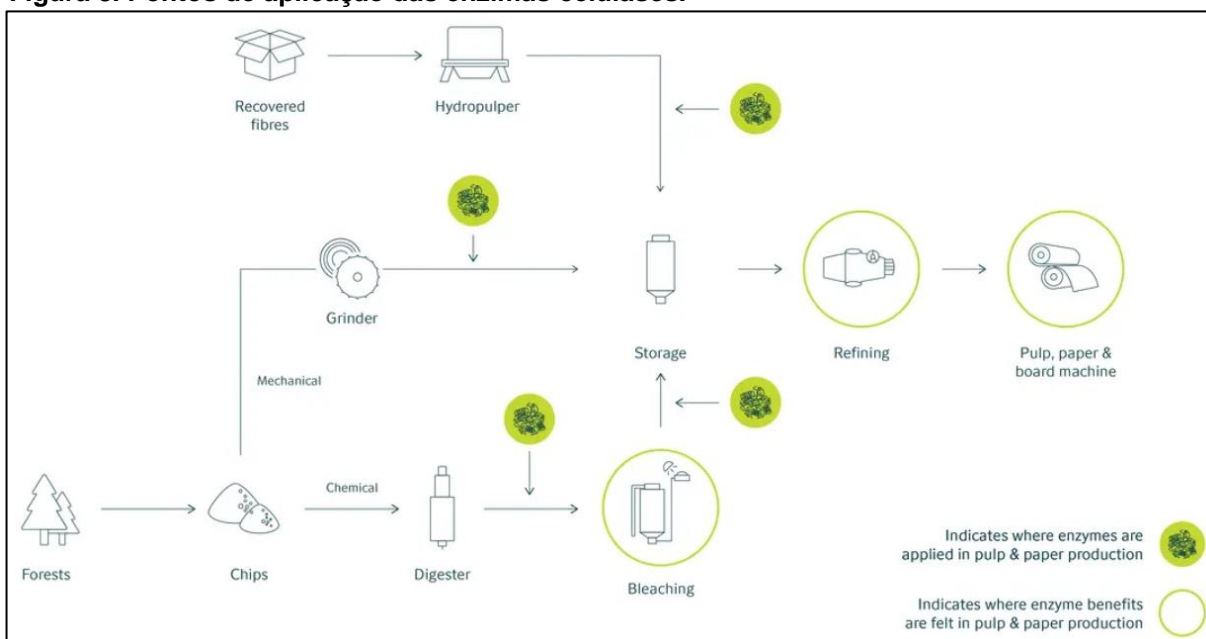 Figura Pontos de aplicação das enzimas celulases.
Recovered
fibres
Hydropulper
Grinder
Storage
Refining
Pulp, paper &
board machine
Mechanical
Chemical
Forests
Chips
Digester
Bleaching
Indicates where enzymes are
applied in pulp & paper production
Indicates where enzyme benefits
are felt in pulp & paper production